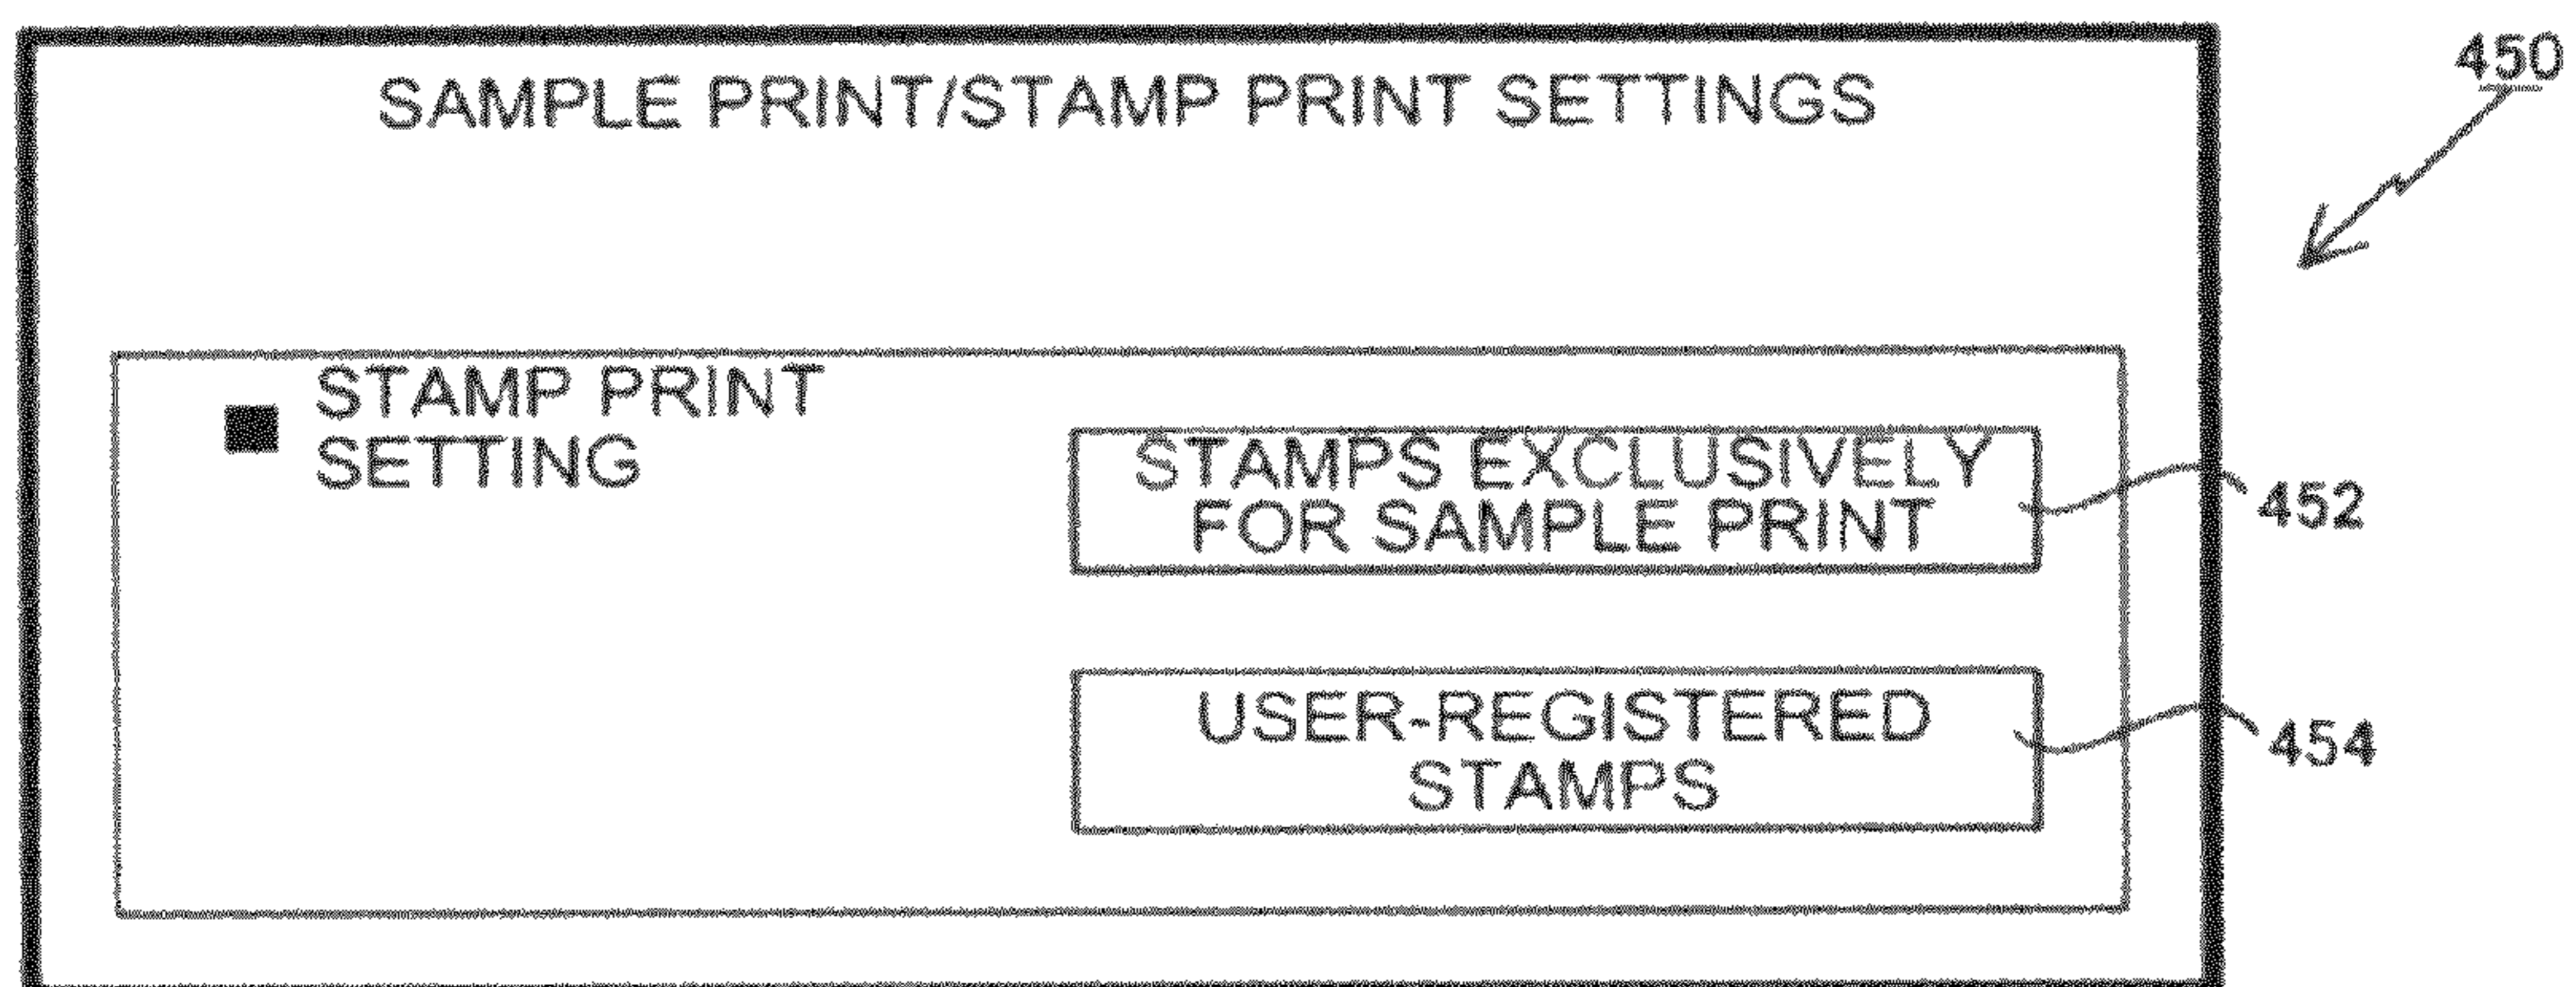 SAMPLE PRINT/STAMP PRINT SETTINGS
450
STAMP PRINT
SETTING
STAMPS EXCLUSIVELY
FOR SAMPLE PRINT
452
USER-REGISTERED
STAMPS
454